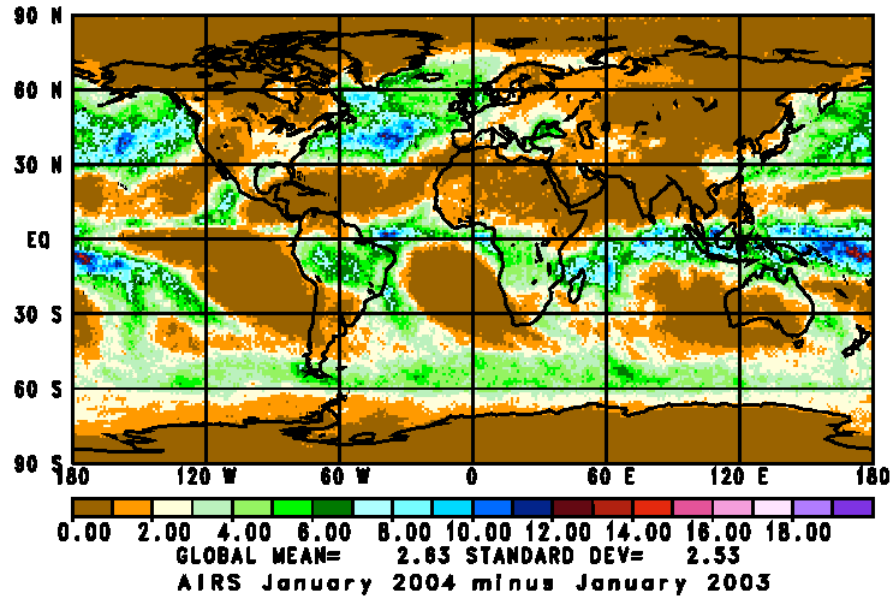 90 N
60 N
30 N
EQ
30 S
60 S
90 S
180 120 W 60 W 0 60 E 120 E 180
0.00 2.00 4.00 6.00 8.00 10.00 12.00 14.00 16.00 18.00
GLOBAL MEAN= 2.63 STANDARD DEV= 2.53
AIRS January 2004 minus January 2003